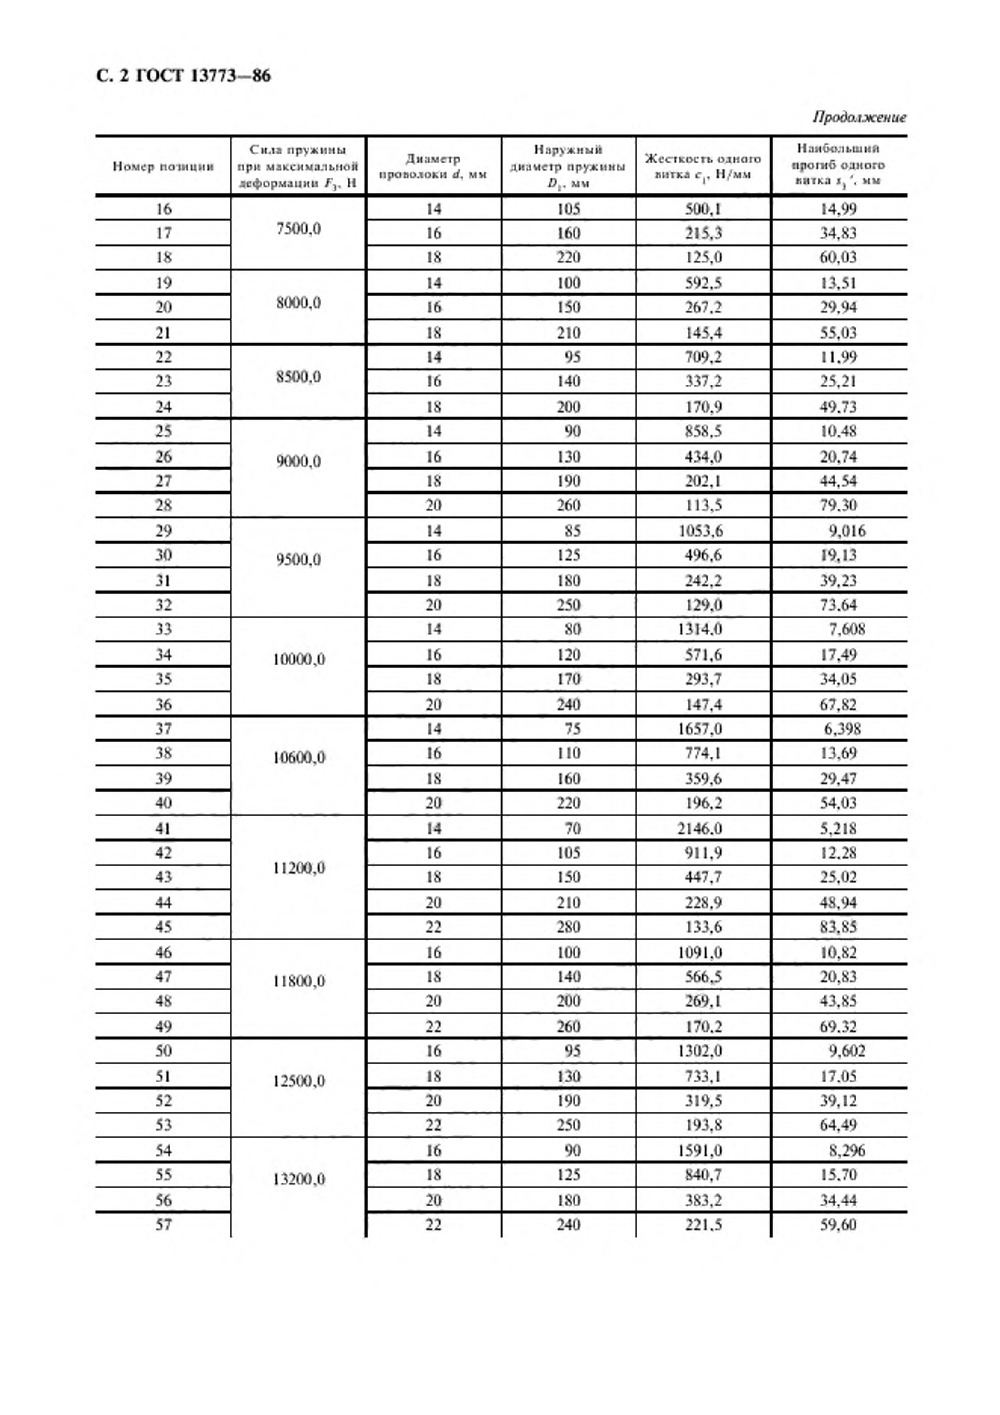 С. 2 ГОСТ 13773—86
Продолжение
Номер позиции | Сила пружины при максимальной деформации F₃, Н | Диаметр проволоки d, мм | Наружный диаметр пружины D₁, мм | Жесткость одного витка c₁, Н/мм | Наибольший прогиб одного витка s₃′, мм
16 | 7500,0 | 14 | 105 | 500,1 | 14,99
17 | 16 | 160 | 215,3 | 34,83
18 | 18 | 220 | 125,0 | 60,03
19 | 8000,0 | 14 | 100 | 592,5 | 13,51
20 | 16 | 150 | 267,2 | 29,94
21 | 18 | 210 | 145,4 | 55,03
22 | 8500,0 | 14 | 95 | 709,2 | 11,99
23 | 16 | 140 | 337,2 | 25,21
24 | 18 | 200 | 170,9 | 49,73
25 | 9000,0 | 14 | 90 | 858,5 | 10,48
26 | 16 | 130 | 434,0 | 20,74
27 | 18 | 190 | 202,1 | 44,54
28 | 20 | 260 | 113,5 | 79,30
29 | 9500,0 | 14 | 85 | 1053,6 | 9,016
30 | 16 | 125 | 496,6 | 19,13
31 | 18 | 180 | 242,2 | 39,23
32 | 20 | 250 | 129,0 | 73,64
33 | 10000,0 | 14 | 80 | 1314,0 | 7,608
34 | 16 | 120 | 571,6 | 17,49
35 | 18 | 170 | 293,7 | 34,05
36 | 20 | 240 | 147,4 | 67,82
37 | 10600,0 | 14 | 75 | 1657,0 | 6,398
38 | 16 | 110 | 774,1 | 13,69
39 | 18 | 160 | 359,6 | 29,47
40 | 20 | 220 | 196,2 | 54,03
41 | 11200,0 | 14 | 70 | 2146,0 | 5,218
42 | 16 | 105 | 911,9 | 12,28
43 | 18 | 150 | 447,7 | 25,02
44 | 20 | 210 | 228,9 | 48,94
45 | 22 | 280 | 133,6 | 83,85
46 | 11800,0 | 16 | 100 | 1091,0 | 10,82
47 | 18 | 140 | 566,5 | 20,83
48 | 20 | 200 | 269,1 | 43,85
49 | 22 | 260 | 170,2 | 69,32
50 | 12500,0 | 16 | 95 | 1302,0 | 9,602
51 | 18 | 130 | 733,1 | 17,05
52 | 20 | 190 | 319,5 | 39,12
53 | 22 | 250 | 193,8 | 64,49
54 | 13200,0 | 16 | 90 | 1591,0 | 8,296
55 | 18 | 125 | 840,7 | 15,70
56 | 20 | 180 | 383,2 | 34,44
57 | 22 | 240 | 221,5 | 59,60